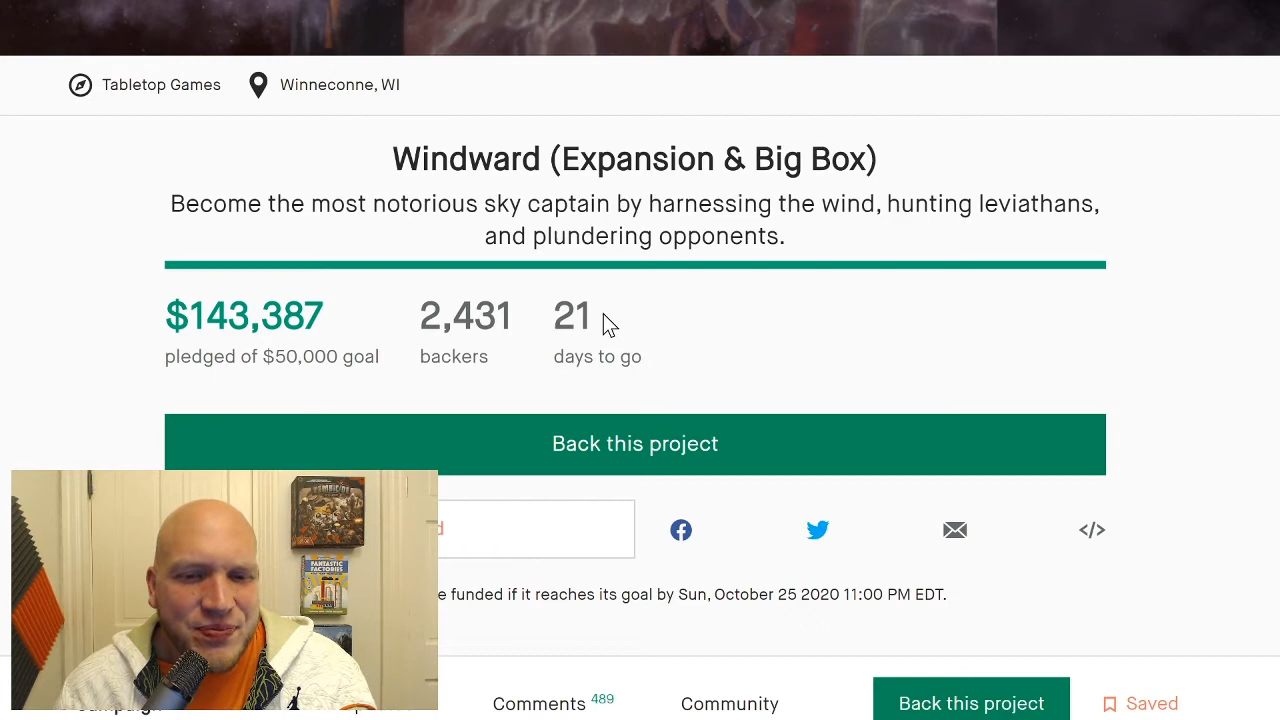 Tabletop Games
Winneconne, WI
Windward (Expansion & Big Box)
Become the most notorious sky captain by harnessing the wind, hunting leviathans,
and plundering opponents.
$143,387
pledged of $50,000 goal
2,431
backers
21
days to go
Back this project
e funded if it reaches its goal by Sun, October 25 2020 11:00 PM EDT.
ZOMBICIDE
FANTASTIC
FACTORIES
Comments 489
Community
Back this project
Saved